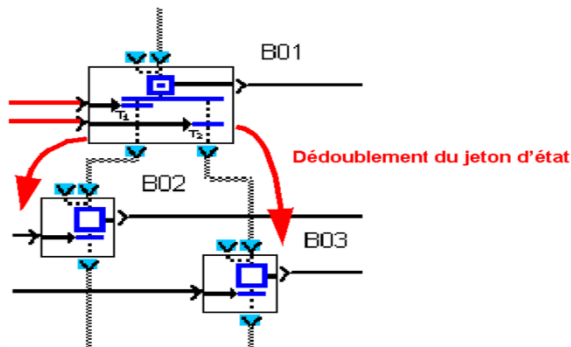 B01
T1
T2
Dédoublement du jeton d'état
B02
B03